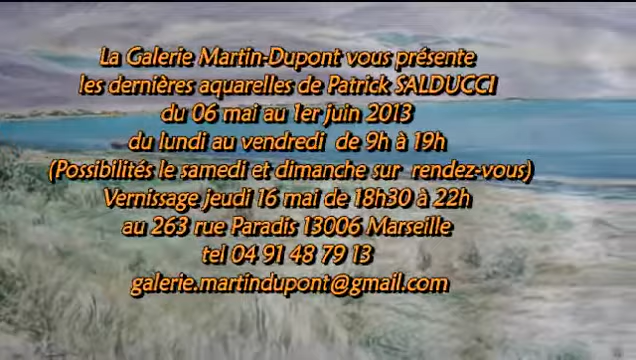 La Galerie Martin-Dupont vous présente
les dernières aquarelles de Patrick SALDUCCI
du 06 mai au 1er juin 2013
du lundi au vendredi de 9h à 19h
(Possibilités le samedi et dimanche sur rendez-vous)
Vernissage jeudi 16 mai de 18h30 à 22h
au 263 rue Paradis 13006 Marseille
tel 04 91 48 79 13
galerie.martindupont@gmail.com